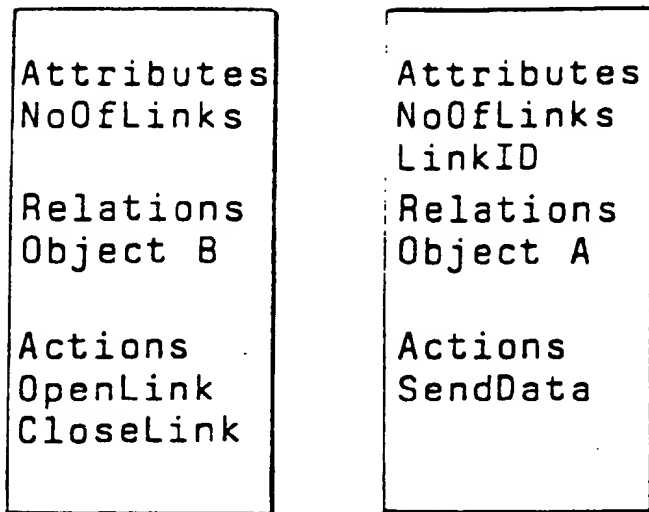 Attributes
NoOfLinks
Relations
Object B
Actions
OpenLink
CloseLink
Attributes
NoOfLinks
LinkID
Relations
Object A
Actions
SendData